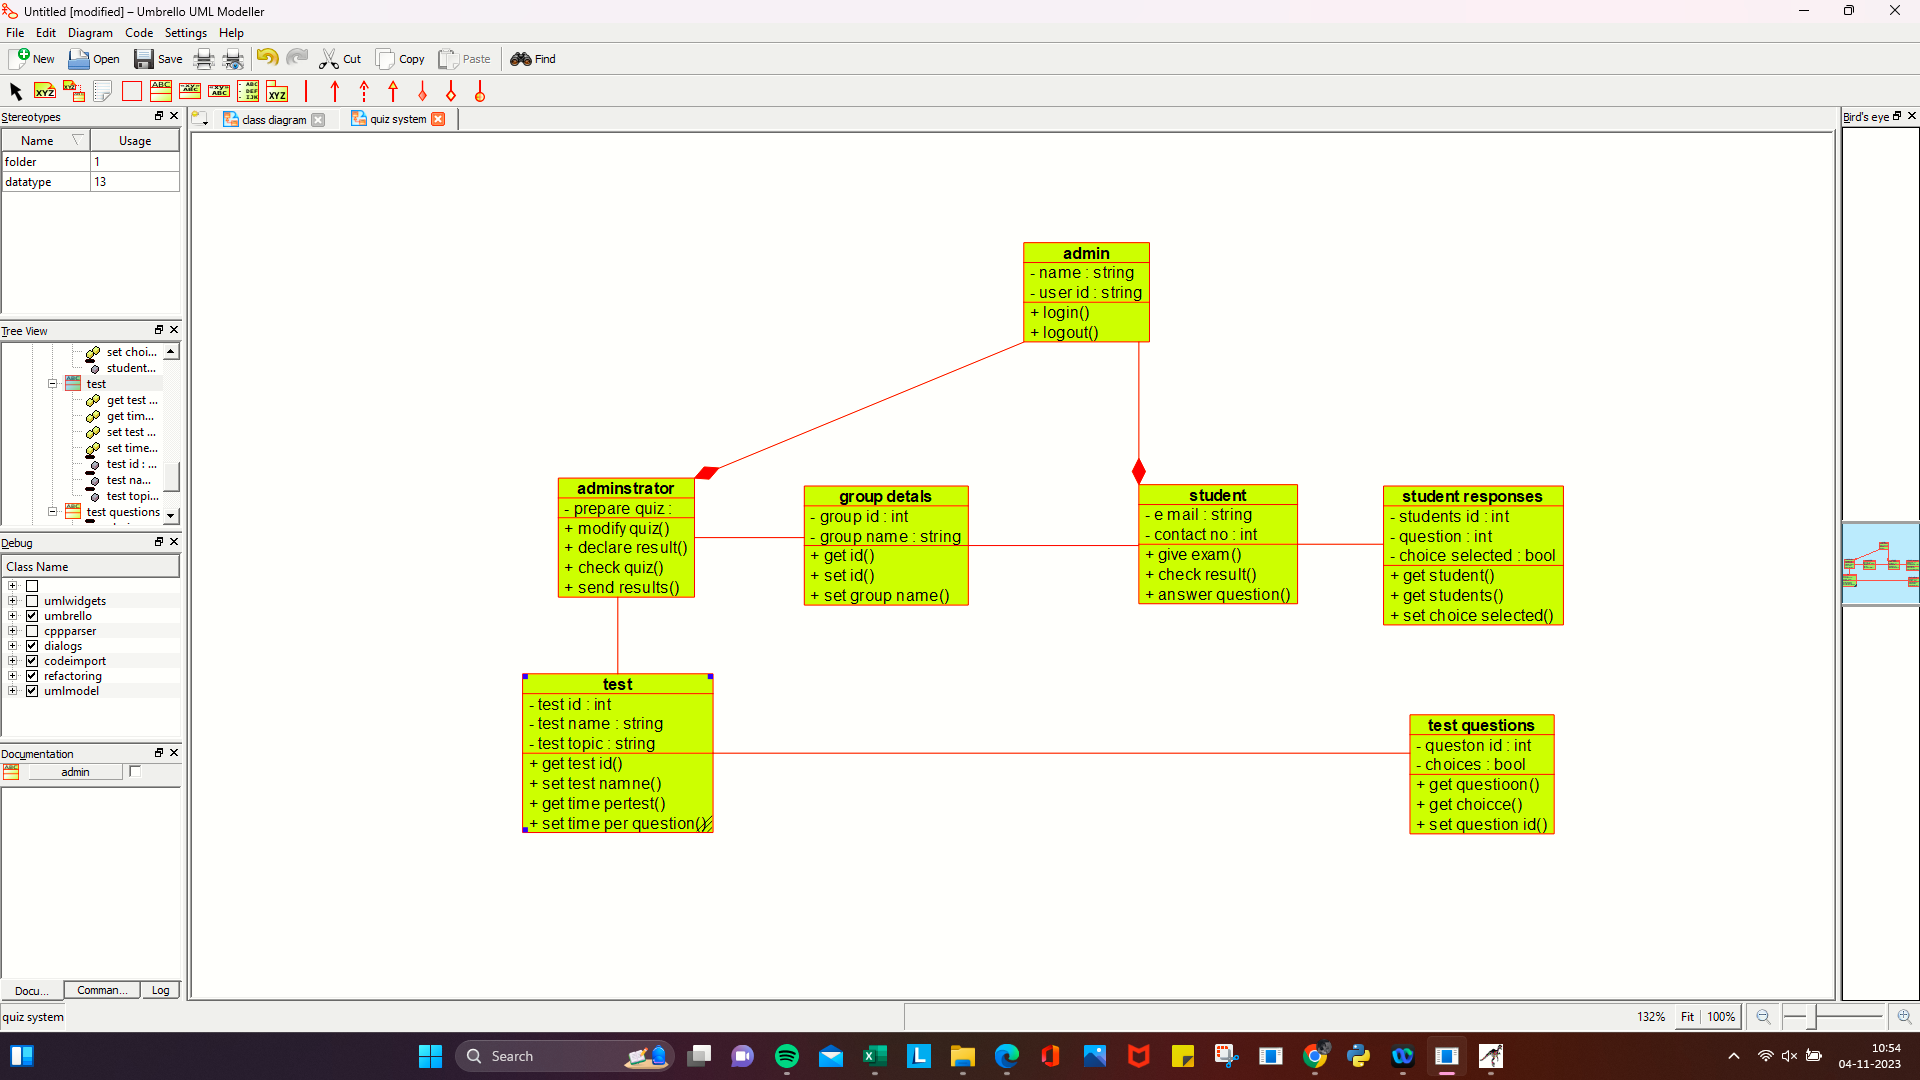 Untitled [modified] – Umbrello UML Modeller
File Edit Diagram Code Settings Help
New Open Save Cut Copy Paste Find
Stereotypes
Name Usage
folder 1
datatype 13
class diagram quiz system
Bird's eye
Tree View
set choi...
student...
test
get test ...
get tim...
set test ...
set time...
test id : ...
test na...
test topi...
test questions
Debug
Class Name
umlwidgets
umbrello
cppparser
dialogs
codeimport
refactoring
umlmodel
Documentation
admin
Docu... Comman... Log
admin
- name : string
- user id : string
+ login()
+ logout()
adminstrator
- prepare quiz :
+ modify quiz()
+ declare result()
+ check quiz()
+ send results()
group detals
- group id : int
- group name : string
+ get id()
+ set id()
+ set group name()
student
- e mail : string
- contact no : int
+ give exam()
+ check result()
+ answer question()
student responses
- students id : int
- question : int
- choice selected : bool
+ get student()
+ get students()
+ set choice selected()
test
- test id : int
- test name : string
- test topic : string
+ get test id()
+ set test namne()
+ get time pertest()
+ set time per question()
test questions
- queston id : int
- choices : bool
+ get questioon()
+ get choicce()
+ set question id()
quiz system
132% Fit 100%
Search
10:54
04-11-2023